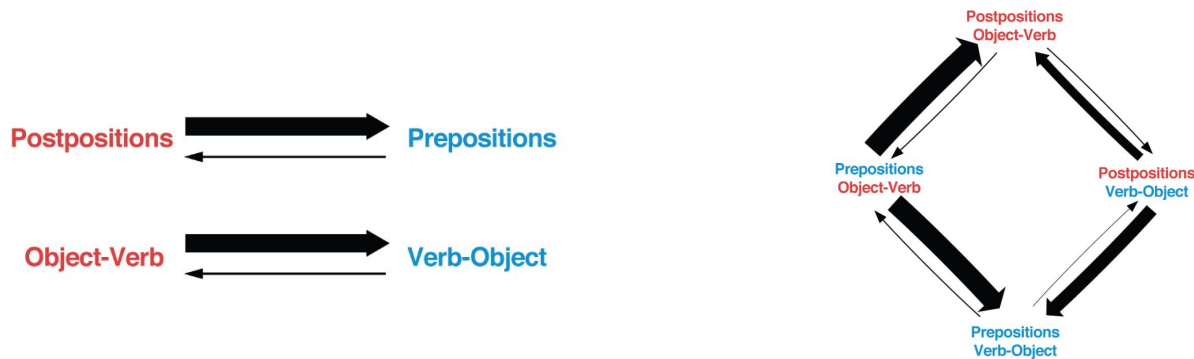 Postpositions
Prepositions
Object-Verb
Verb-Object
Postpositions
Object-Verb
Prepositions
Object-Verb
Postpositions
Verb-Object
Prepositions
Verb-Object